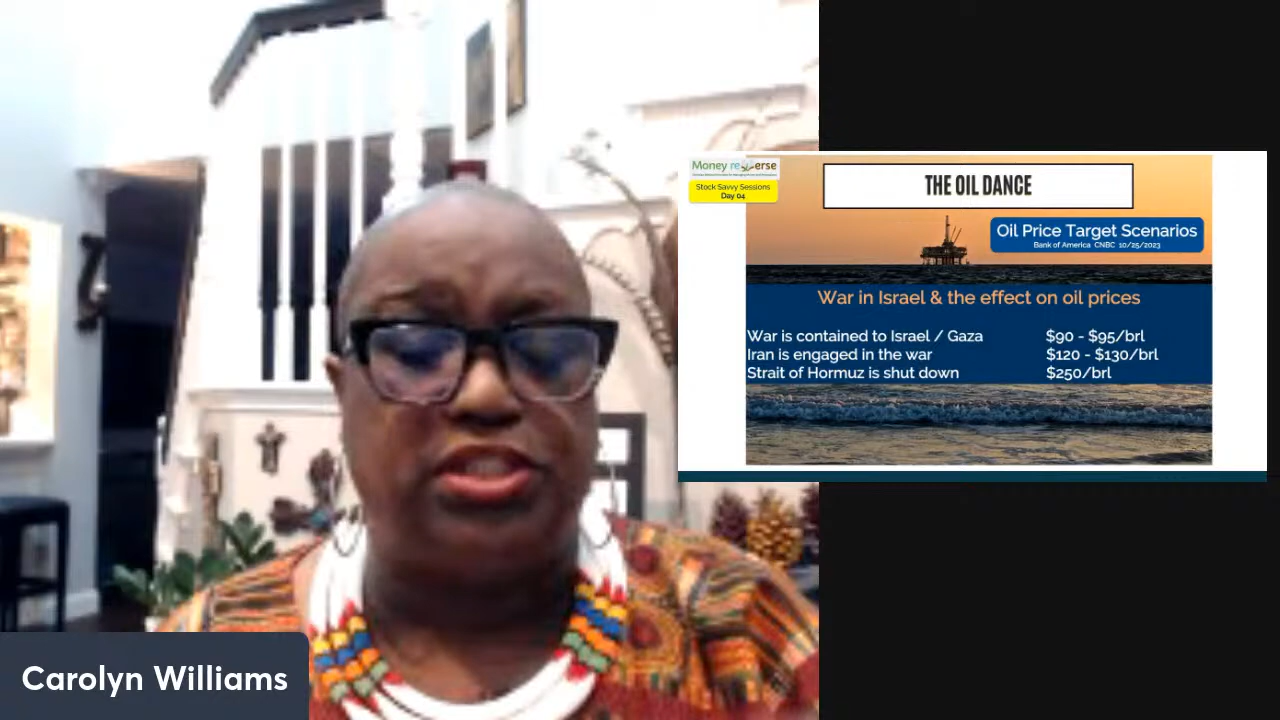 Money re erse
Stock Savvy Sessions
Day 04
THE OIL DANCE
Oil Price Target Scenarios
Bank of America CNBC 10/25/2023
War in Israel & the effect on oil prices
War is contained to Israel / Gaza $90 - $95/brl
Iran is engaged in the war $120 - $130/brl
Strait of Hormuz is shut down $250/brl
Carolyn Williams